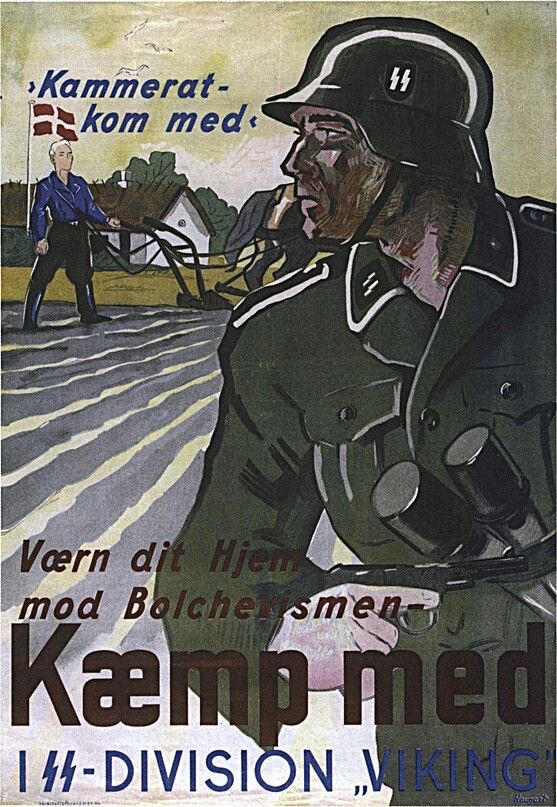 ›Kammerat-
kom med‹
Værn dit Hjem
mod Bolchevismen-
Kæmp med
I SS-DIVISION „VIKING"